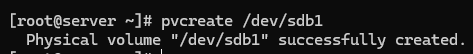 [root@server ~]# pvcreate /dev/sdb1
Physical volume "/dev/sdb1" successfully created.